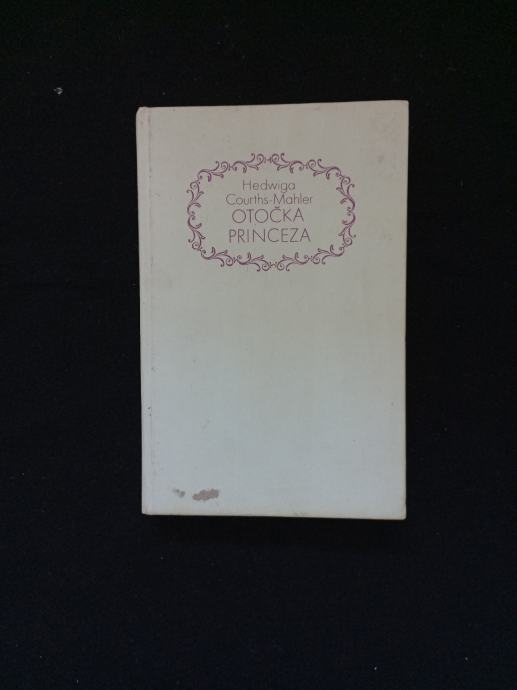 Hedwiga
Courths-Mahler
OTOČKA
PRINCEZA